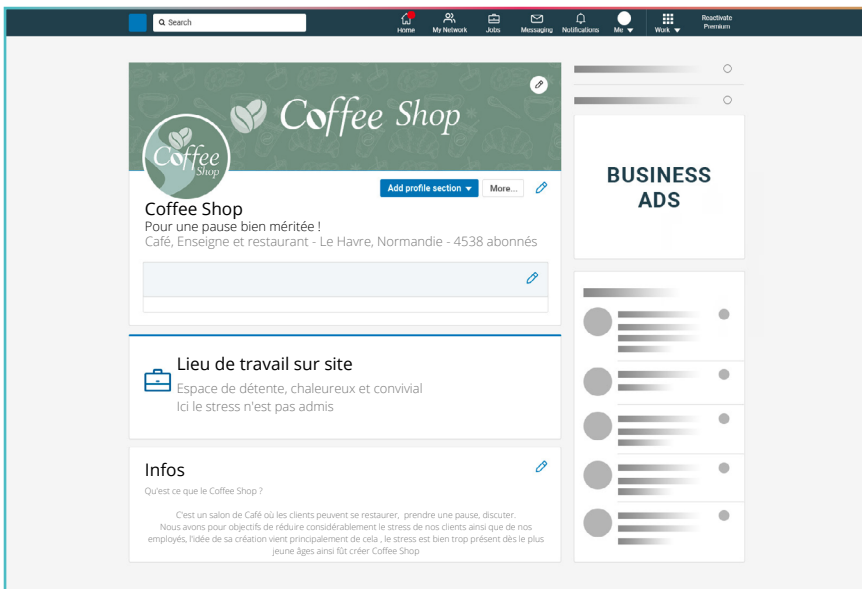 Search
Home
My Network
Jobs
Messaging
Notifications
Me
Work
Reactivate
Premium
Coffee Shop
Coffee
Shop
BUSINESS
ADS
Add profile section
More...
Coffee Shop
Pour une pause bien méritée !
Café, Enseigne et restaurant - Le Havre, Normandie - 4538 abonnés
Lieu de travail sur site
Espace de détente, chaleureux et convivial
Ici le stress n'est pas admis
Infos
Qu'est ce que le Coffee Shop ?
C'est un salon de Café où les clients peuvent se restaurer, prendre une pause, discuter.
Nous avons pour objectifs de réduire considérablement le stress de nos clients ainsi que de nos
employés, l'idée de sa création vient principalement de cela , le stress est bien trop présent dès le plus
jeune âges ainsi fût créer Coffee Shop